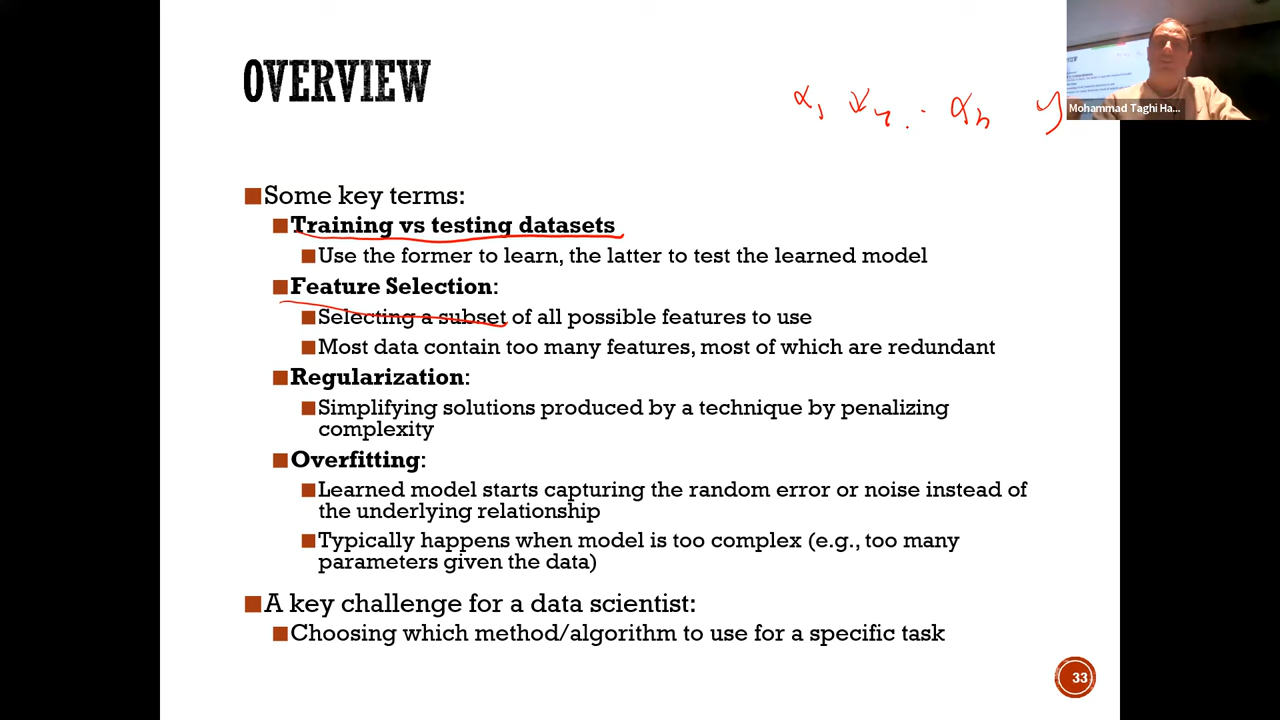 OVERVIEW
Mohammad Taghi Ha...
Some key terms:
Training vs testing datasets
Use the former to learn, the latter to test the learned model
Feature Selection:
Selecting a subset of all possible features to use
Most data contain too many features, most of which are redundant
Regularization:
Simplifying solutions produced by a technique by penalizing
complexity
Overfitting:
Learned model starts capturing the random error or noise instead of
the underlying relationship
Typically happens when model is too complex (e.g., too many
parameters given the data)
A key challenge for a data scientist:
Choosing which method/algorithm to use for a specific task
33